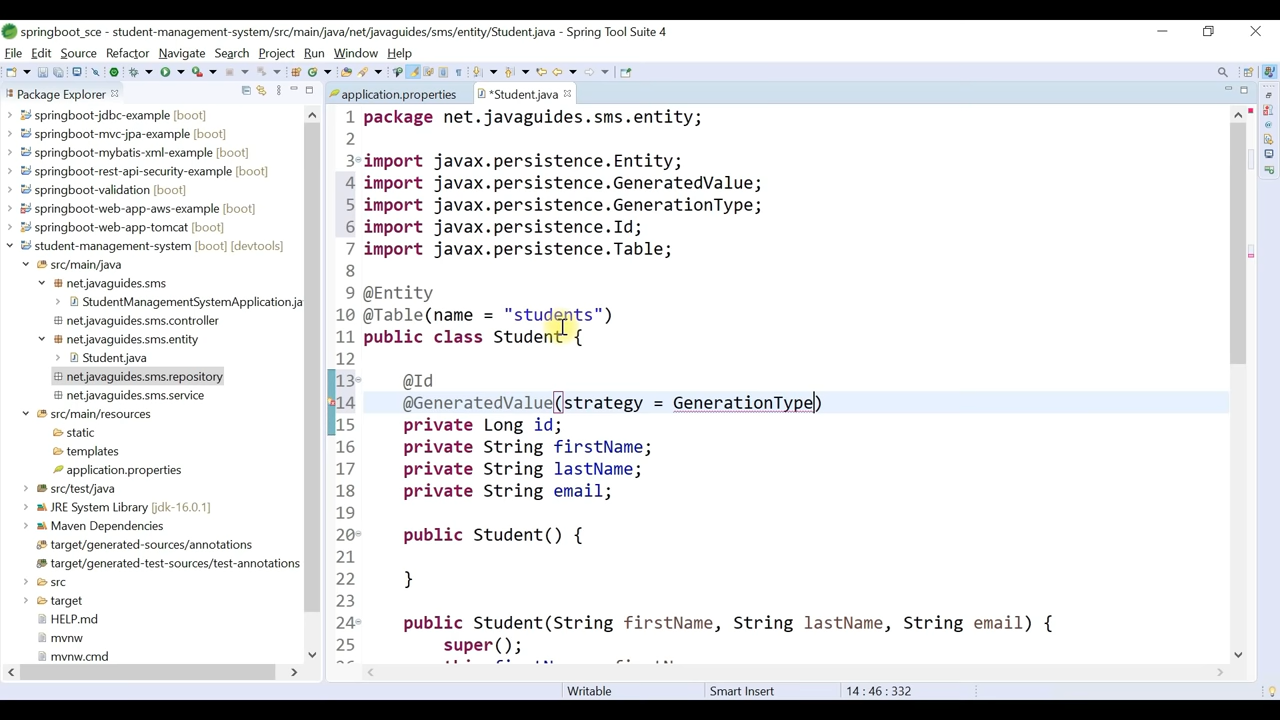 springboot_sce - student-management-system/src/main/java/net/javaguides/sms/entity/Student.java - Spring Tool Suite 4
File Edit Source Refactor Navigate Search Project Run Window Help
Package Explorer
application.properties
*Student.java
springboot-jdbc-example [boot]
springboot-mvc-jpa-example [boot]
springboot-mybatis-xml-example [boot]
springboot-rest-api-security-example [boot]
springboot-validation [boot]
springboot-web-app-aws-example [boot]
springboot-web-app-tomcat [boot]
student-management-system [boot] [devtools]
src/main/java
net.javaguides.sms
StudentManagementSystemApplication.ja
net.javaguides.sms.controller
net.javaguides.sms.entity
Student.java
net.javaguides.sms.repository
net.javaguides.sms.service
src/main/resources
static
templates
application.properties
src/test/java
JRE System Library [jdk-16.0.1]
Maven Dependencies
target/generated-sources/annotations
target/generated-test-sources/test-annotations
src
target
HELP.md
mvnw
mvnw.cmd
1 package net.javaguides.sms.entity;
2
3 import javax.persistence.Entity;
4 import javax.persistence.GeneratedValue;
5 import javax.persistence.GenerationType;
6 import javax.persistence.Id;
7 import javax.persistence.Table;
8
9 @Entity
10 @Table(name = "students")
11 public class Student {
12
13 @Id
14 @GeneratedValue(strategy = GenerationType)
15 private Long id;
16 private String firstName;
17 private String lastName;
18 private String email;
19
20 public Student() {
21
22 }
23
24 public Student(String firstName, String lastName, String email) {
25 super();
Writable
Smart Insert
14 : 46 : 332